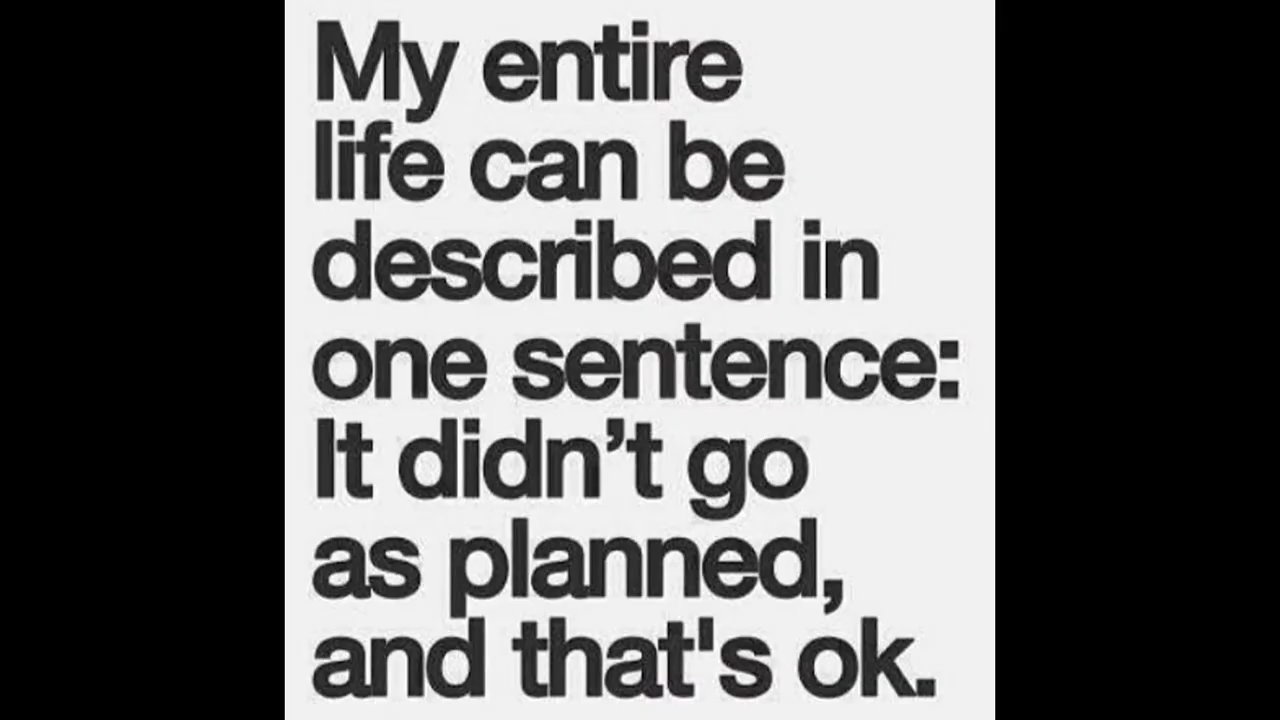 My entire
life can be
described in
one sentence:
It didn’t go
as planned,
and that's ok.